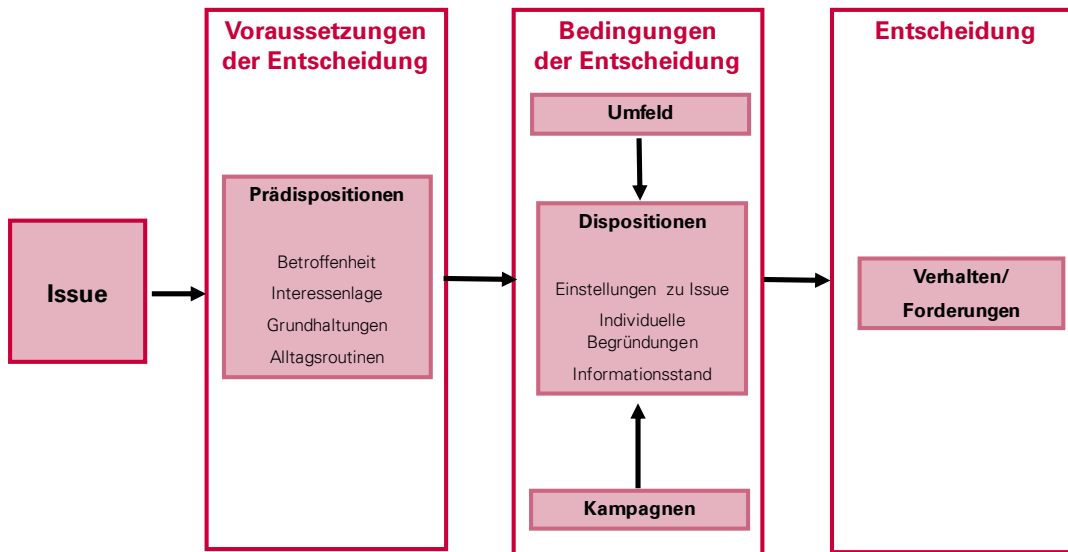 Issue
Voraussetzungen
der Entscheidung
Prädispositionen
Betroffenheit
Interessenlage
Grundhaltungen
Alltagsroutinen
Bedingungen
der Entscheidung
Umfeld
Dispositionen
Einstellungen zu Issue
Individuelle
Begründungen
Informationsstand
Kampagnen
Entscheidung
Verhalten/
Forderungen